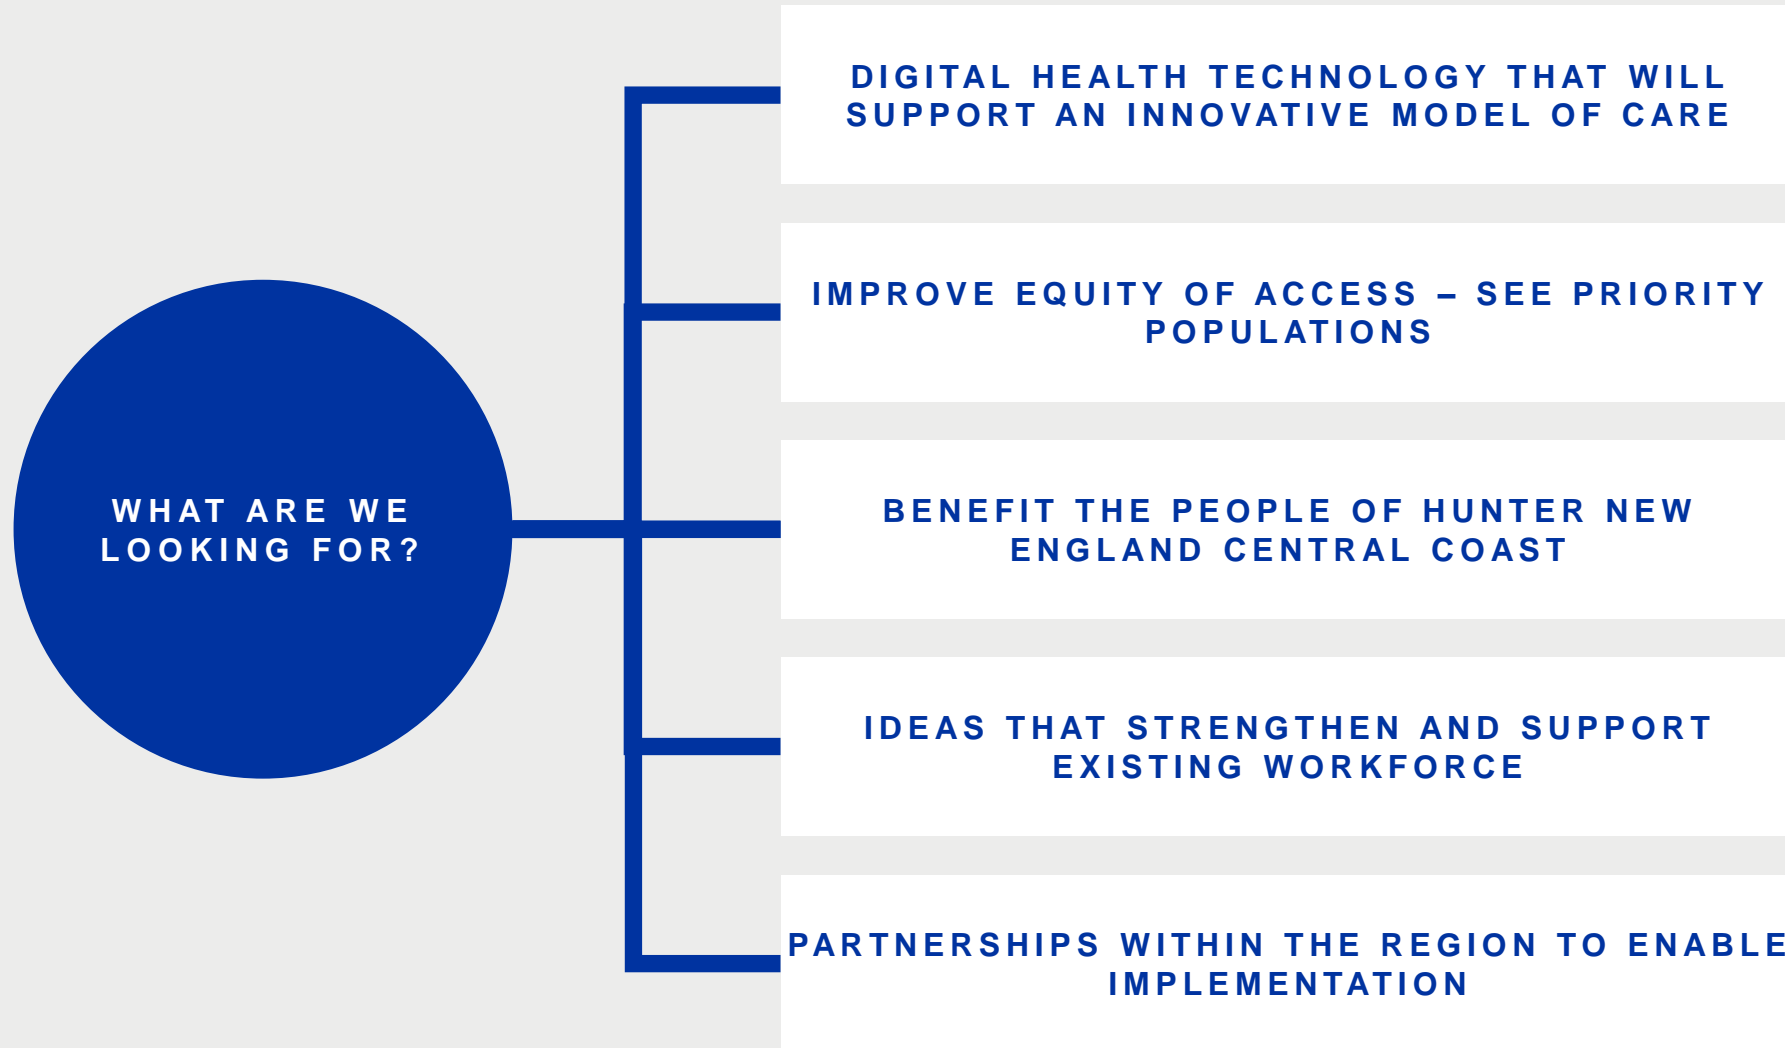 WHAT ARE WE
LOOKING FOR?
DIGITAL HEALTH TECHNOLOGY THAT WILL
SUPPORT AN INNOVATIVE MODEL OF CARE
IMPROVE EQUITY OF ACCESS – SEE PRIORITY
POPULATIONS
BENEFIT THE PEOPLE OF HUNTER NEW
ENGLAND CENTRAL COAST
IDEAS THAT STRENGTHEN AND SUPPORT
EXISTING WORKFORCE
PARTNERSHIPS WITHIN THE REGION TO ENABLE
IMPLEMENTATION